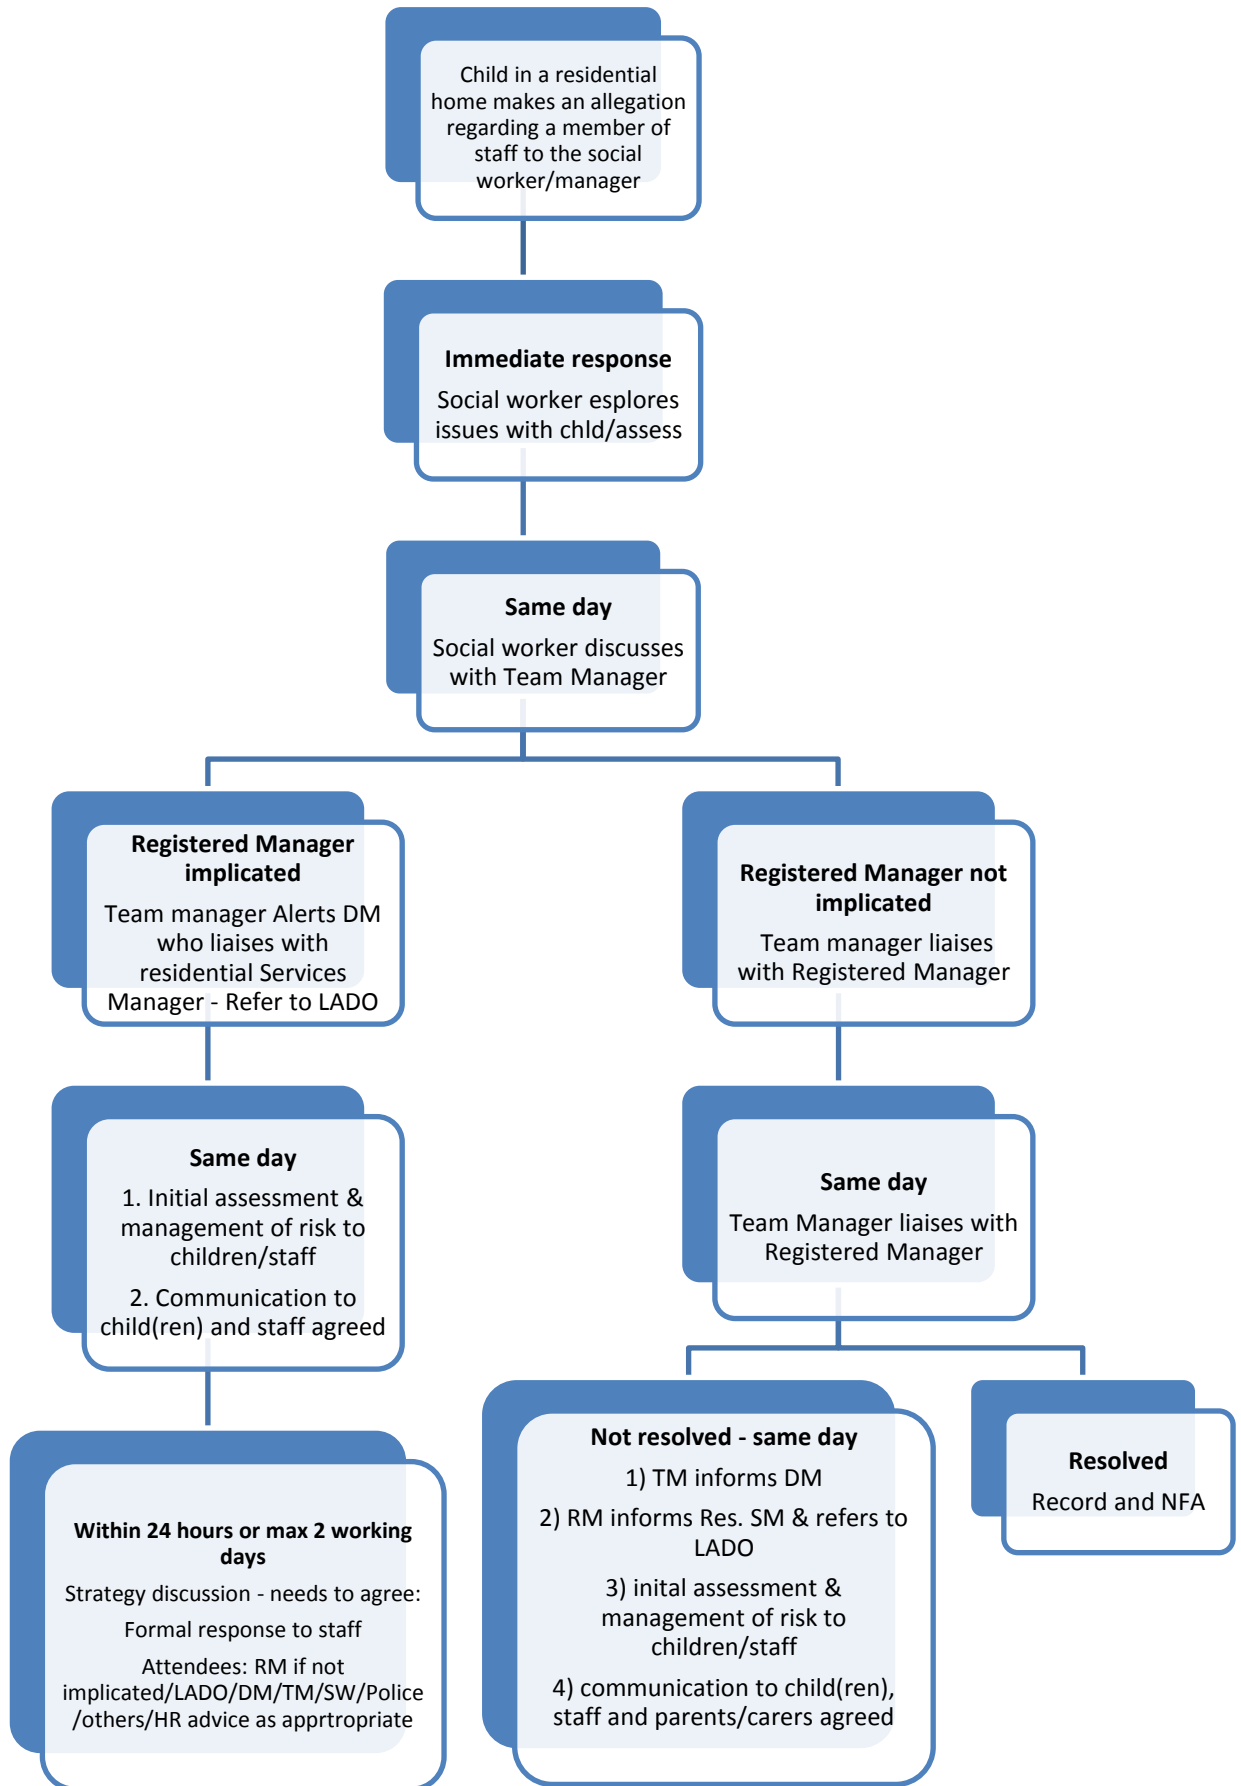 Child in a residential
home makes an allegation
regarding a member of
staff to the social
worker/manager
Immediate response
Social worker esplores
issues with chld/assess
Same day
Social worker discusses
with Team Manager
Registered Manager
implicated
Team manager Alerts DM
who liaises with
residential Services
Manager - Refer to LADO
Registered Manager not
implicated
Team manager liaises
with Registered Manager
Same day
1. Initial assessment &
management of risk to
children/staff
2. Communication to
child(ren) and staff agreed
Same day
Team Manager liaises with
Registered Manager
Within 24 hours or max 2 working
days
Strategy discussion - needs to agree:
Formal response to staff
Attendees: RM if not
implicated/LADO/DM/TM/SW/Police
/others/HR advice as apprtropriate
Not resolved - same day
1) TM informs DM
2) RM informs Res. SM & refers to
LADO
3) inital assessment &
management of risk to
children/staff
4) communication to child(ren),
staff and parents/carers agreed
Resolved
Record and NFA